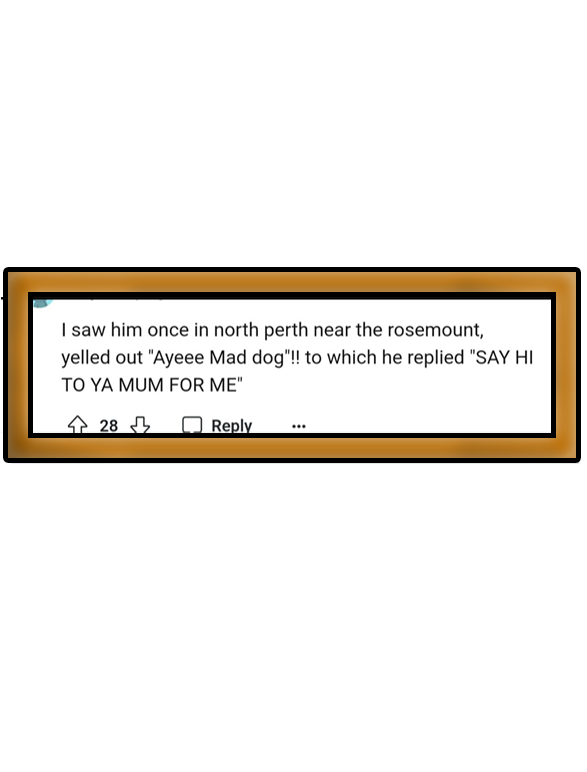 I saw him once in north perth near the rosemount,
yelled out "Ayeee Mad dog"!! to which he replied "SAY HI
TO YA MUM FOR ME"
28 Reply ...